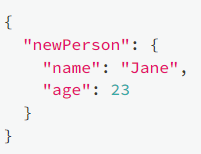 {
  "newPerson": {
    "name": "Jane",
    "age": 23
  }
}